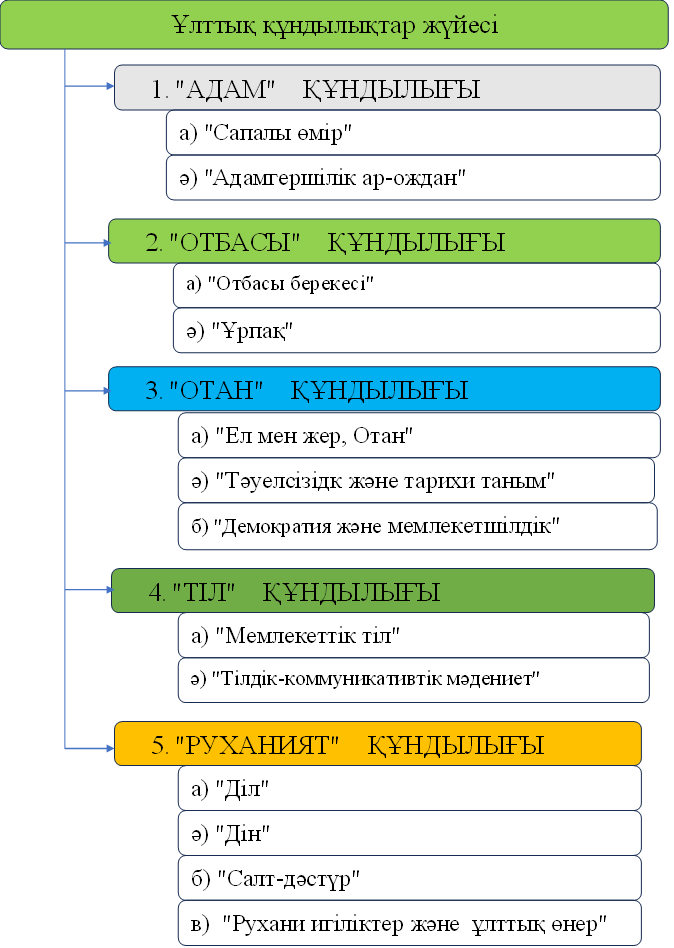 Ұлттық құндылықтар жүйесі
1. "АДАМ" ҚҰНДЫЛЫҒЫ
а) "Сапалы өмір"
ә) "Адамгершілік ар-ождан"
2. "ОТБАСЫ" ҚҰНДЫЛЫҒЫ
а) "Отбасы берекесі"
ә) "Ұрпақ"
3. "ОТАН" ҚҰНДЫЛЫҒЫ
а) "Ел мен жер, Отан"
ә) "Тәуелсізідк және тарихи таным"
б) "Демократия және мемлекетшілдік"
4. "ТІЛ" ҚҰНДЫЛЫҒЫ
а) "Мемлекеттік тіл"
ә) "Тілдік-коммуникативтік мәдениет"
5. "РУХАНИЯТ" ҚҰНДЫЛЫҒЫ
а) "Діл"
ә) "Дін"
б) "Салт-дәстүр"
в) "Рухани игіліктер және ұлттық өнер"